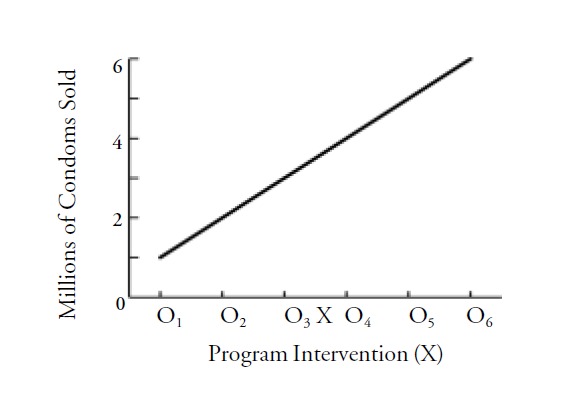 Millions of Condoms Sold
6
4
2
0
O₁ O₂ O₃ X O₄ O₅ O₆
Program Intervention (X)